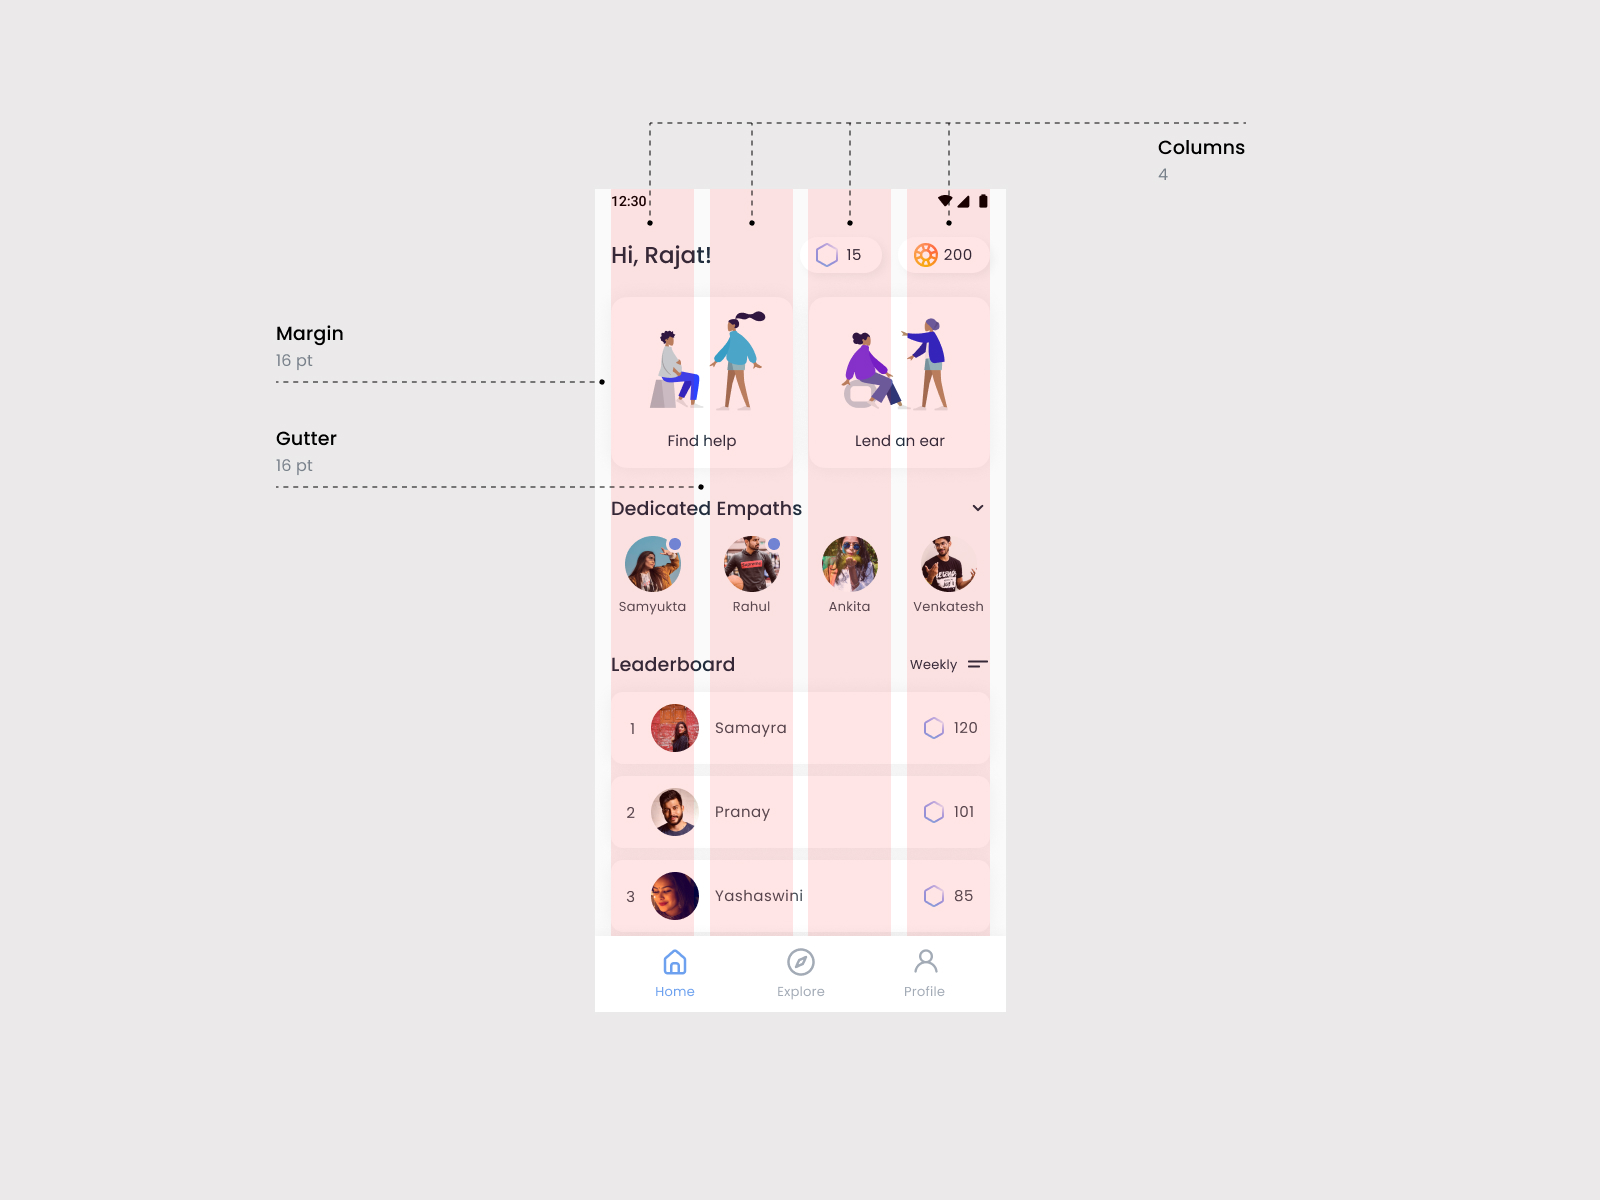 Columns
4
12:30
Hi, Rajat!
15
200
Margin
16 pt
Find help
Lend an ear
Gutter
16 pt
Dedicated Empaths
Samyukta
Rahul
Ankita
Venkatesh
Leaderboard
Weekly
1 Samayra 120
2 Pranay 101
3 Yashaswini 85
Home
Explore
Profile